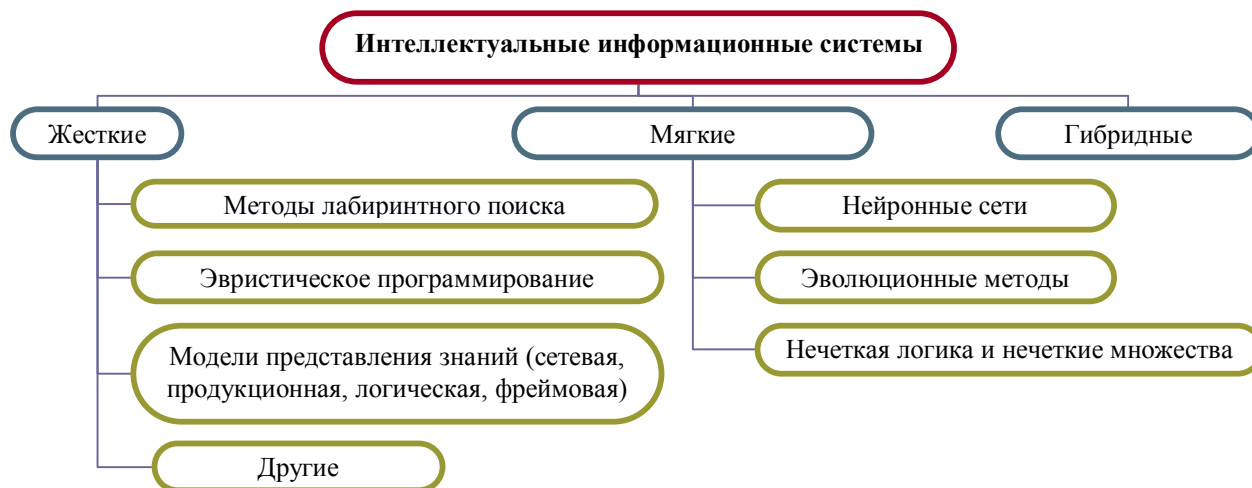 Интеллектуальные информационные системы
Жесткие
Мягкие
Гибридные
Методы лабиринтного поиска
Эвристическое программирование
Модели представления знаний (сетевая,
продукционная, логическая, фреймовая)
Другие
Нейронные сети
Эволюционные методы
Нечеткая логика и нечеткие множества